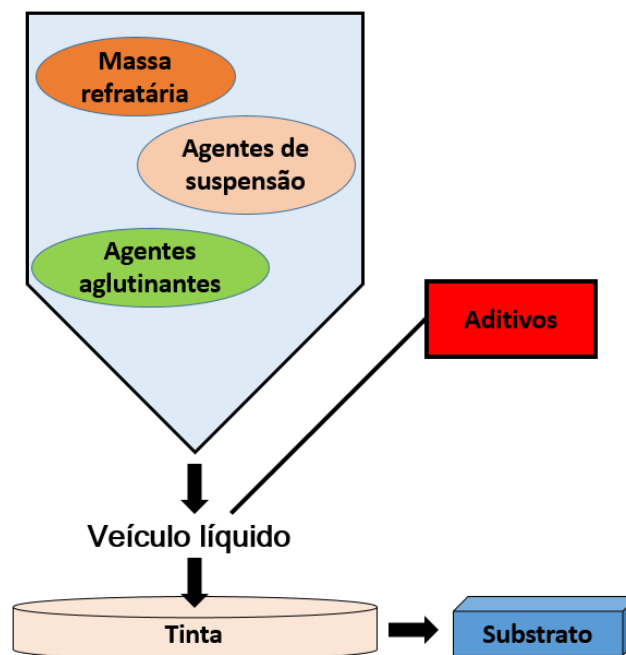 Massa
refratária
Agentes de
suspensão
Agentes
aglutinantes
Aditivos
Veículo líquido
Tinta
Substrato